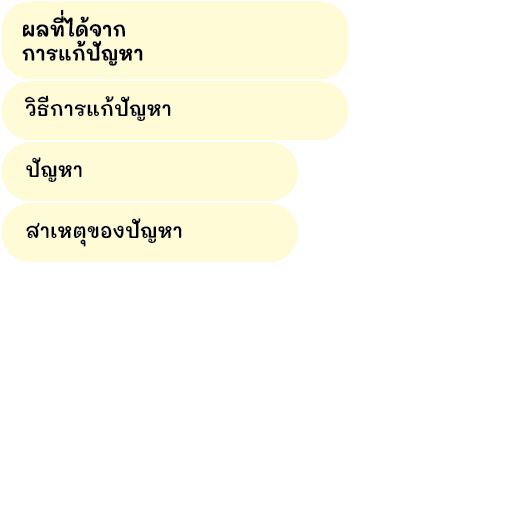 ผลที่ได้จาก
การแก้ปัญหา
วิธีการแก้ปัญหา
ปัญหา
สาเหตุของปัญหา